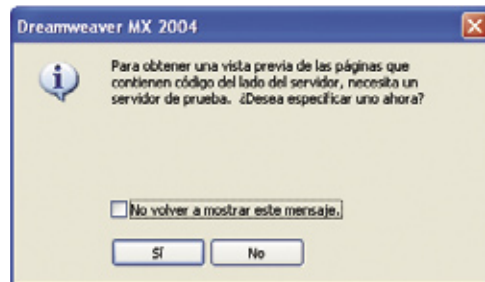 Dreamweaver MX 2004
Para obtener una vista previa de las páginas que
contienen código del lado del servidor, necesita un
servidor de prueba. ¿Desea especificar uno ahora?
No volver a mostrar este mensaje.
Sí
No